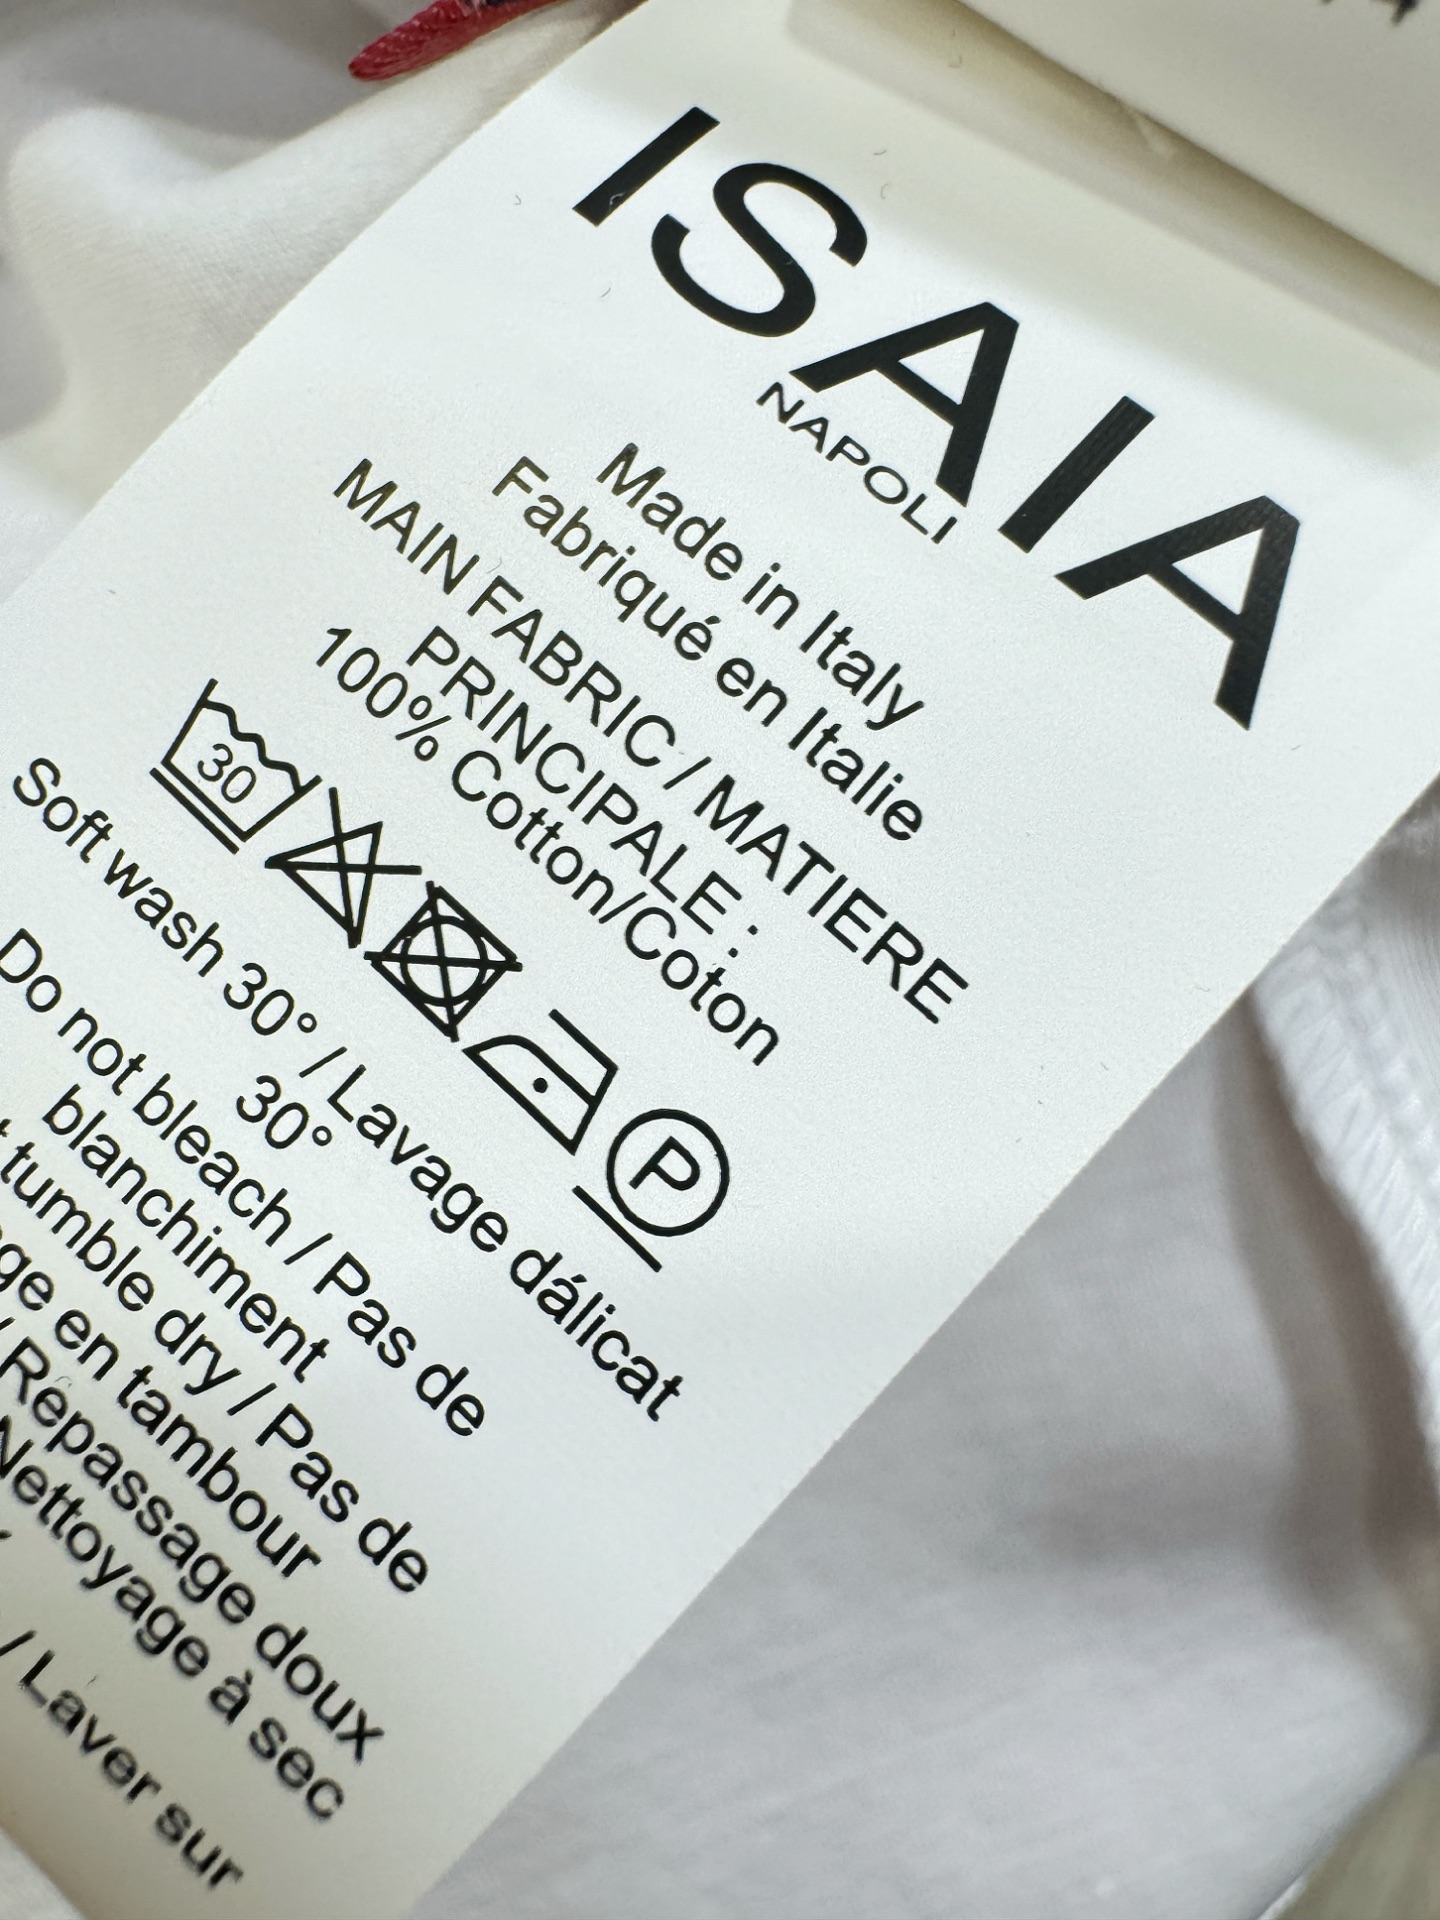 ISAIA
NAPOLI
Made in Italy
Fabriqué en Italie
MAIN FABRIC / MATIERE
PRINCIPALE :
100% Cotton/Coton
30
P
Soft wash 30° / Lavage dálicat
30°
Do not bleach / Pas de
blanchiment
tumble dry / Pas de
en tambour
/ Repassage doux
Nettoyage à sec
/ Laver sur